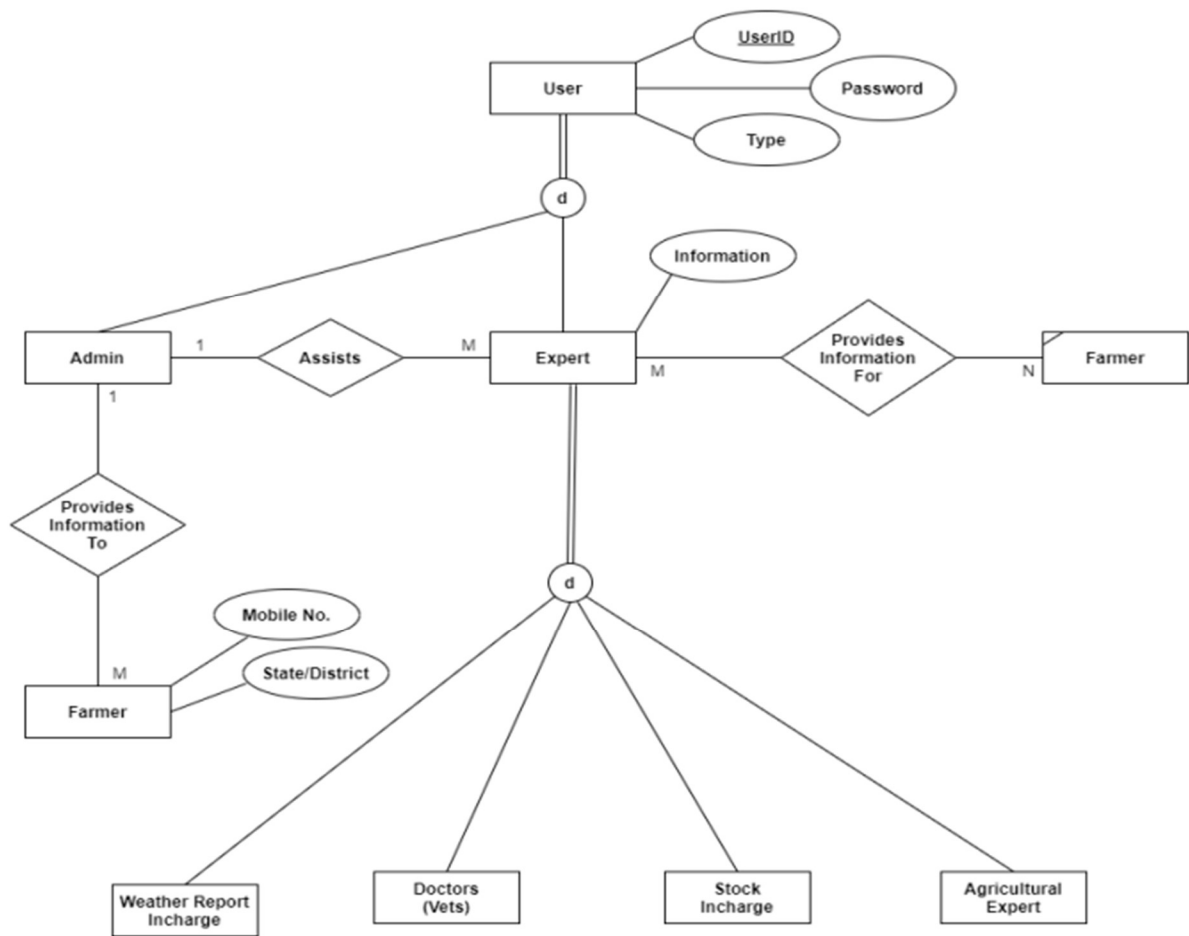 UserID
User
Password
Type
d
Information
Admin
1
Assists
M
Expert
M
Provides
Information
For
N
Farmer
1
Provides
Information
To
M
Mobile No.
State/District
Farmer
d
Weather Report
Incharge
Doctors
(Vets)
Stock
Incharge
Agricultural
Expert